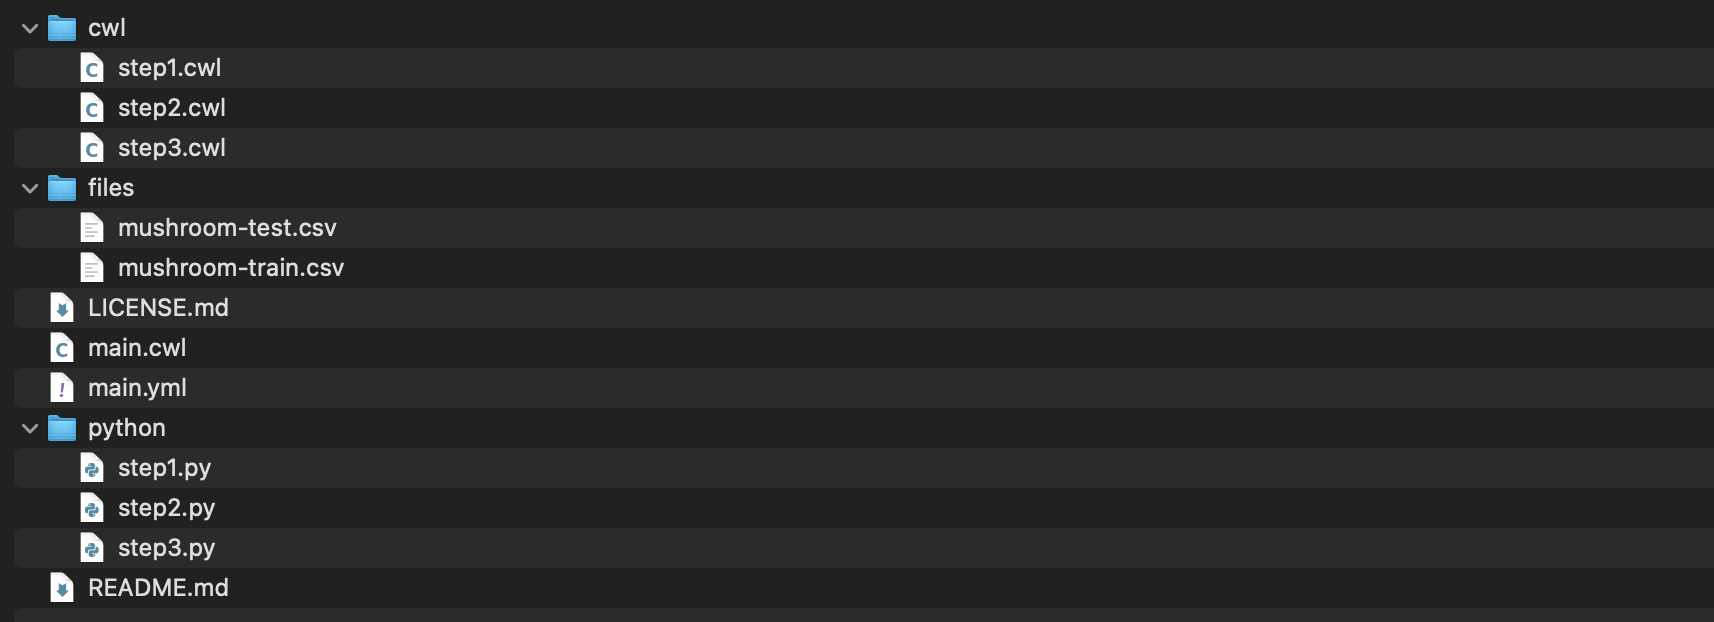 cwl
step1.cwl
step2.cwl
step3.cwl
files
mushroom-test.csv
mushroom-train.csv
LICENSE.md
main.cwl
main.yml
python
step1.py
step2.py
step3.py
README.md